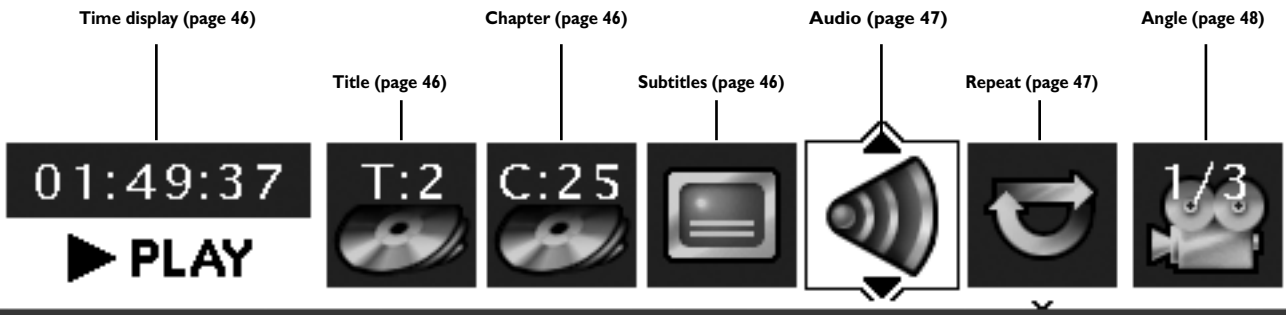 Time display (page 46)
Chapter (page 46)
Audio (page 47)
Angle (page 48)
Title (page 46)
Subtitles (page 46)
Repeat (page 47)
01:49:37
T:2
C:25
1/3
PLAY